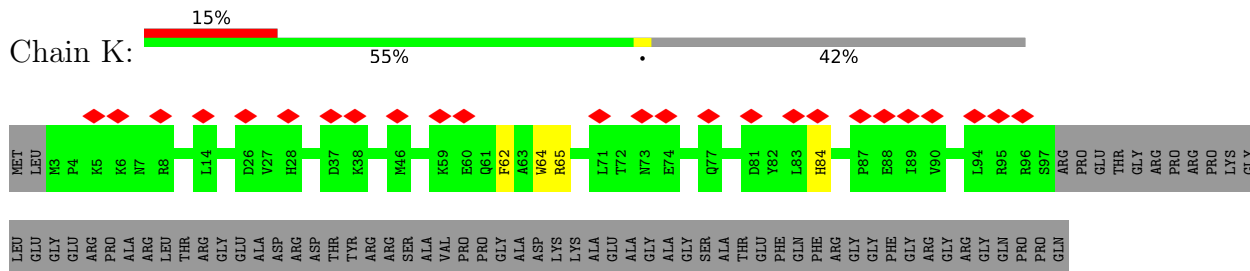 15%
Chain K:
55% • 42%
MET LEU M3 P4 K5 K6 N7 R8 L14 D26 V27 H28 D37 K38 M46 K59 E60 Q61 F62 A63 W64 R65 L71 T72 N73 E74 Q77 D81 Y82 L83 H84 P87 E88 I89 V90 L94 R95 R96 S97 ARG PRO GLU THR GLY ARG PRO ARG PRO LYS GLY
LEU GLU GLY GLU ARG PRO ALA ARG LEU THR ARG GLY GLU ALA ASP ARG ASP THR TYR ARG ARG SER ALA VAL PRO PRO GLY ALA ASP LYS LYS ALA GLU ALA GLY ALA GLY SER ALA THR GLU PHE GLN PHE ARG GLY GLY PHE GLY ARG GLY ARG GLY GLN PRO PRO GLN